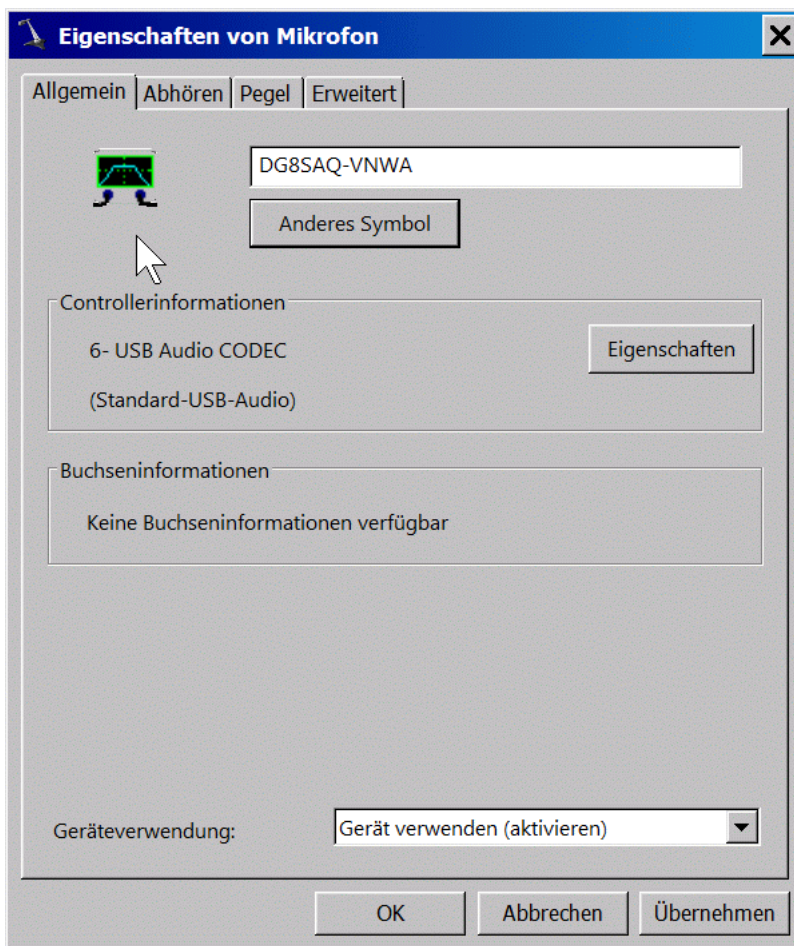 Eigenschaften von Mikrofon
Allgemein Abhören Pegel Erweitert
DG8SAQ-VNWA
Anderes Symbol
Controllerinformationen
6- USB Audio CODEC
Eigenschaften
(Standard-USB-Audio)
Buchseninformationen
Keine Buchseninformationen verfügbar
Geräteverwendung: Gerät verwenden (aktivieren)
OK Abbrechen Übernehmen